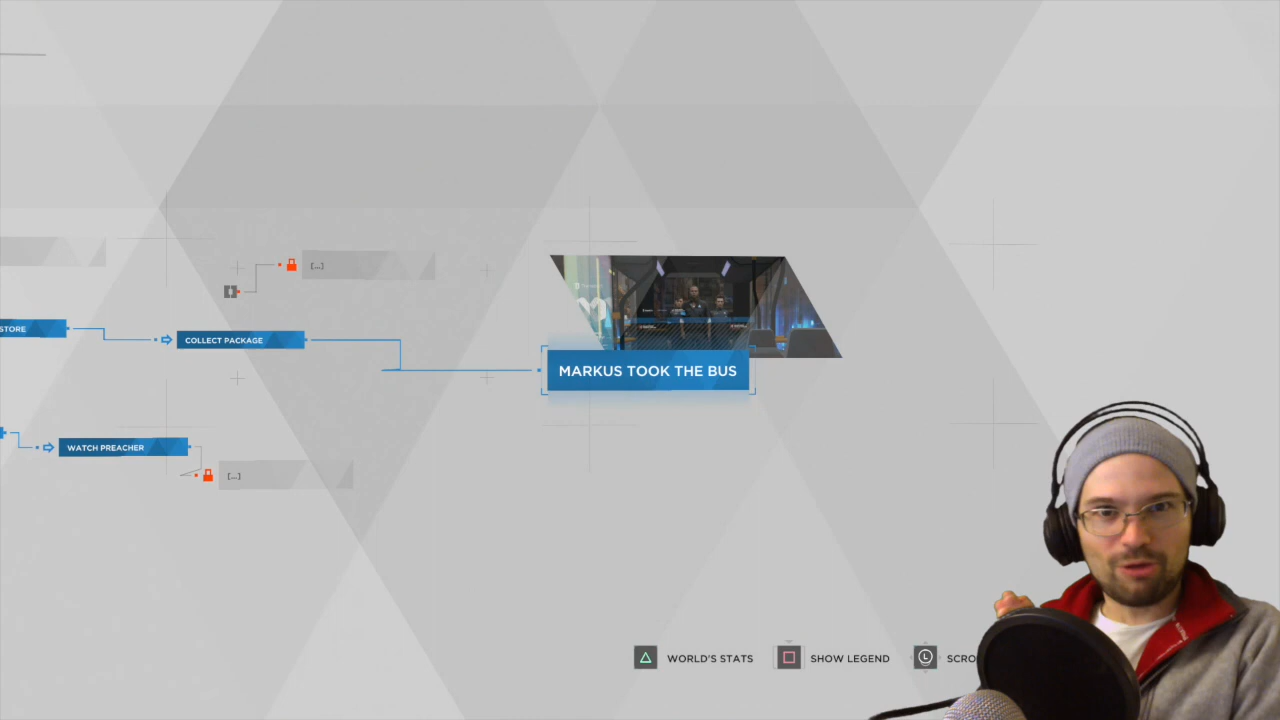 [...]
STORE
COLLECT PACKAGE
MARKUS TOOK THE BUS
WATCH PREACHER
[...]
WORLD'S STATS
SHOW LEGEND
L
SCRO